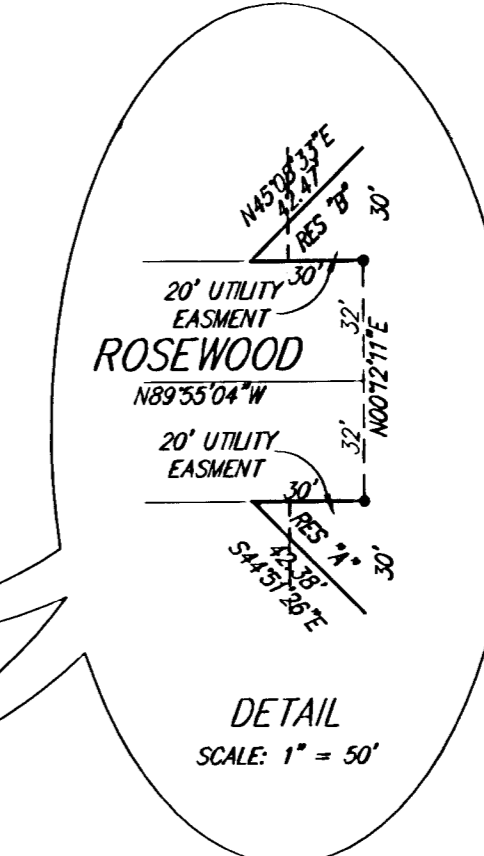 N45°08'33"E
42.47'
RES "B"
30'
30'
20' UTILITY
EASMENT
32'
ROSEWOOD
N00°12'11"E
N89°55'04"W
32'
20' UTILITY
EASMENT
30'
RES "A"
30'
42.38'
S44°51'26"E
DETAIL
SCALE: 1" = 50'